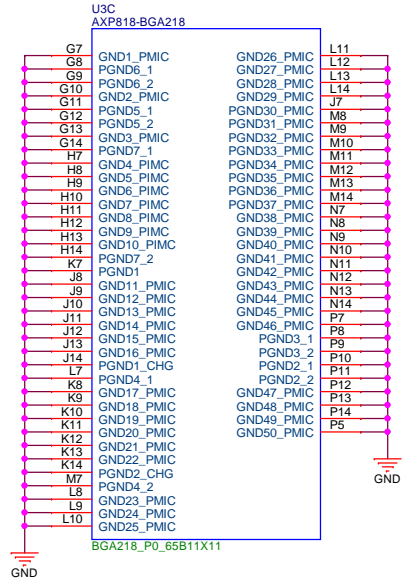 U3C
AXP818-BGA218
G7 GND1_PMIC GND26_PMIC L11
G8 PGND6_1 GND27_PMIC L12
G9 PGND6_2 GND28_PMIC L13
G10 GND2_PMIC GND29_PMIC L14
G11 PGND5_1 PGND30_PMIC J7
G12 PGND5_2 PGND31_PMIC M8
G13 GND3_PMIC PGND32_PMIC M9
G14 PGND7_1 PGND33_PMIC M10
H7 GND4_PIMC PGND34_PMIC M11
H8 GND5_PIMC PGND35_PMIC M12
H9 GND6_PIMC PGND36_PMIC M13
H10 GND7_PIMC PGND37_PMIC M14
H11 GND8_PIMC GND38_PMIC N7
H12 GND9_PIMC GND39_PMIC N8
H13 GND10_PIMC GND40_PMIC N9
H14 PGND7_2 GND41_PMIC N10
K7 PGND1 GND42_PMIC N11
J8 GND11_PMIC GND43_PMIC N12
J9 GND12_PMIC GND44_PMIC N13
J10 GND13_PMIC GND45_PMIC N14
J11 GND14_PMIC GND46_PMIC P7
J12 GND15_PMIC PGND3_1 P8
J13 GND16_PMIC PGND3_2 P9
J14 PGND1_CHG PGND2_1 P10
L7 PGND4_1 PGND2_2 P11
K8 GND17_PMIC GND47_PMIC P12
K9 GND18_PMIC GND48_PMIC P13
K10 GND19_PMIC GND49_PMIC P14
K11 GND20_PMIC GND50_PMIC P5
K12 GND21_PMIC
K13 GND22_PMIC
K14 PGND2_CHG
M7 PGND4_2
L8 GND23_PMIC
L9 GND24_PMIC
L10 GND25_PMIC
GND
BGA218_P0_65B11X11
GND